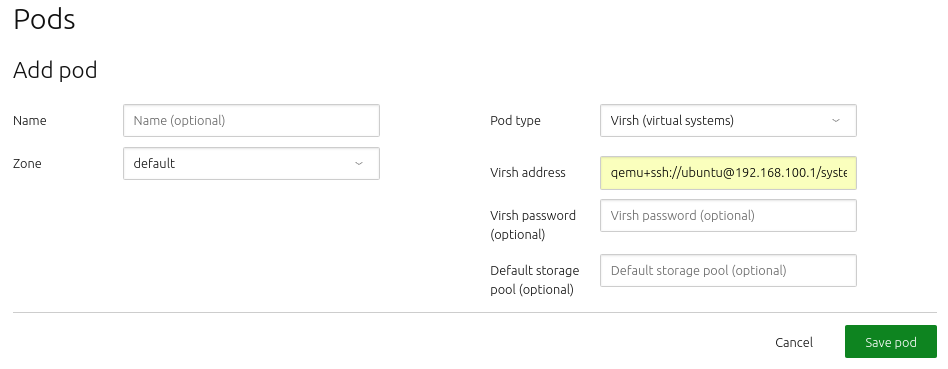 Pods
Add pod
Name
Name (optional)
Pod type
Virsh (virtual systems)
Zone
default
Virsh address
qemu+ssh://ubuntu@192.168.100.1/syste
Virsh password
(optional)
Virsh password (optional)
Default storage
pool (optional)
Default storage pool (optional)
Cancel
Save pod